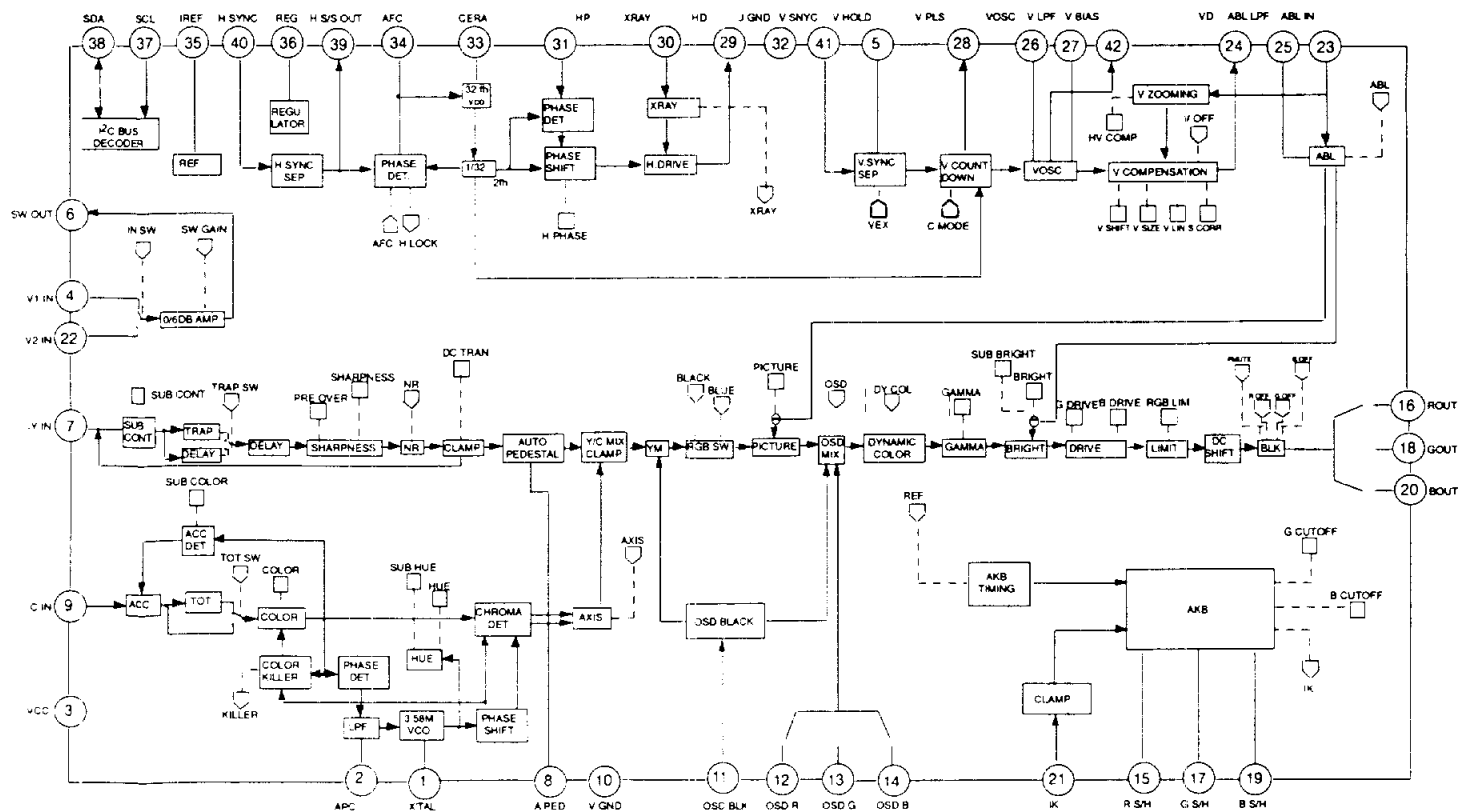 SDA SCL IREF H SYNC REG H S/S OUT AFC CERA HP XRAY HD J GND V SNYC V HOLD V PLS VOSC V LPF V BIAS VD ABL LPF ABL IN
38 37 35 40 36 39 34 33 31 30 29 32 41 5 28 26 27 42 24 25 23
I2C BUS
DECODER
REF
REGU
LATOR
H SYNC
SEP
PHASE
DET.
AFC H LOCK
32 fh
VCO
1/32
2fh
PHASE
DET
PHASE
SHIFT
H PHASE
XRAY
H.DRIVE
XRAY
V.SYNC
SEP
VEX
V COUNT
DOWN
C MODE
VOSC
V ZOOMING
HV COMP
V COMPENSATION
V SHIFT V SIZE V LIN S CORR
ABL
ABL
SW OUT 6
IN SW SW GAIN
V1 IN 4
0/6DB AMP
V2 IN 22
SUB CONT
TRAP SW
SHARPNESS
PRE OVER
NR
DC TRAN
BLACK
BLUE
PICTURE
OSD
DY COL
GAMMA
SUB BRIGHT
BRIGHT
G DRIVE
B DRIVE
RGB LIM
7
SUB
CONT
TRAP
DELAY
DELAY
SHARPNESS
NR
CLAMP
AUTO
PEDESTAL
Y/C MIX
CLAMP
YM
RGB SW
PICTURE
OSD
MIX
DYNAMIC
COLOR
GAMMA
BRIGHT
DRIVE
LIMIT
DC
SHIFT
BLK
16 ROUT
18 GOUT
20 BOUT
SUB COLOR
ACC
DET
TOT SW
COLOR
SUB HUE
HUE
AXIS
C IN 9
ACC
TOT
COLOR
CHROMA
DET
AXIS
OSD BLACK
COLOR
KILLER
KILLER
PHASE
DET
HUE
LPF
3.58M
VCO
PHASE
SHIFT
VCC 3
REF
AKB
TIMING
AKB
G CUTOFF
B CUTOFF
IK
CLAMP
2 1 8 10 11 12 13 14 21 15 17 19
APC XTAL A PED V GND OSC BLK OSD R OSD G OSD B IK R S/H G S/H B S/H